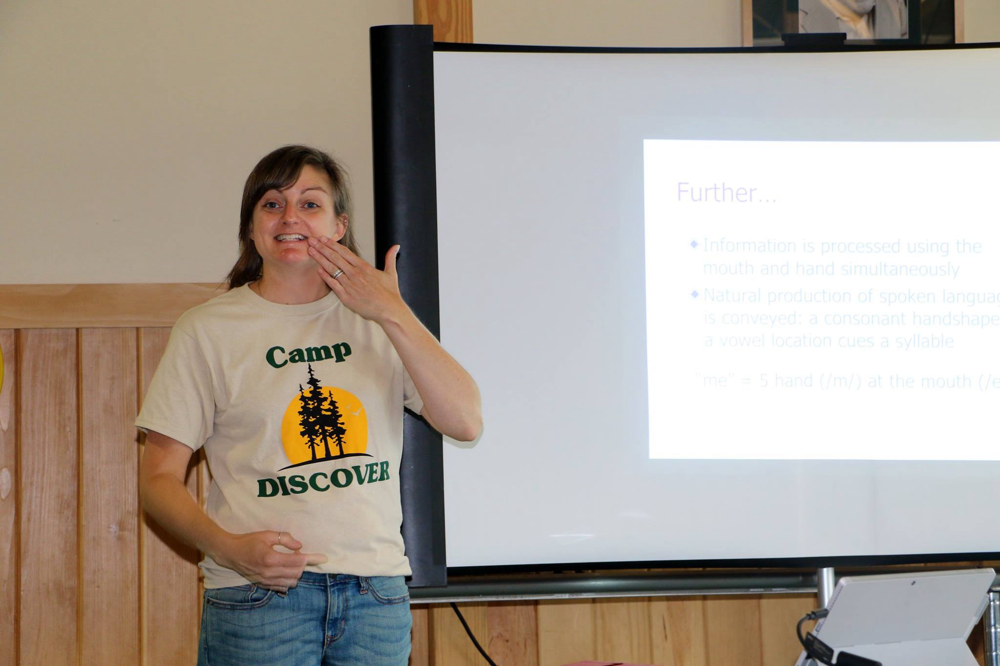 Camp
DISCOVER
Further...
Information is processed using the
mouth and hand simultaneously
Natural production of spoken languag
is conveyed: a consonant handshape
a vowel location cues a syllable
"me" = 5 hand (/m/) at the mouth (/e